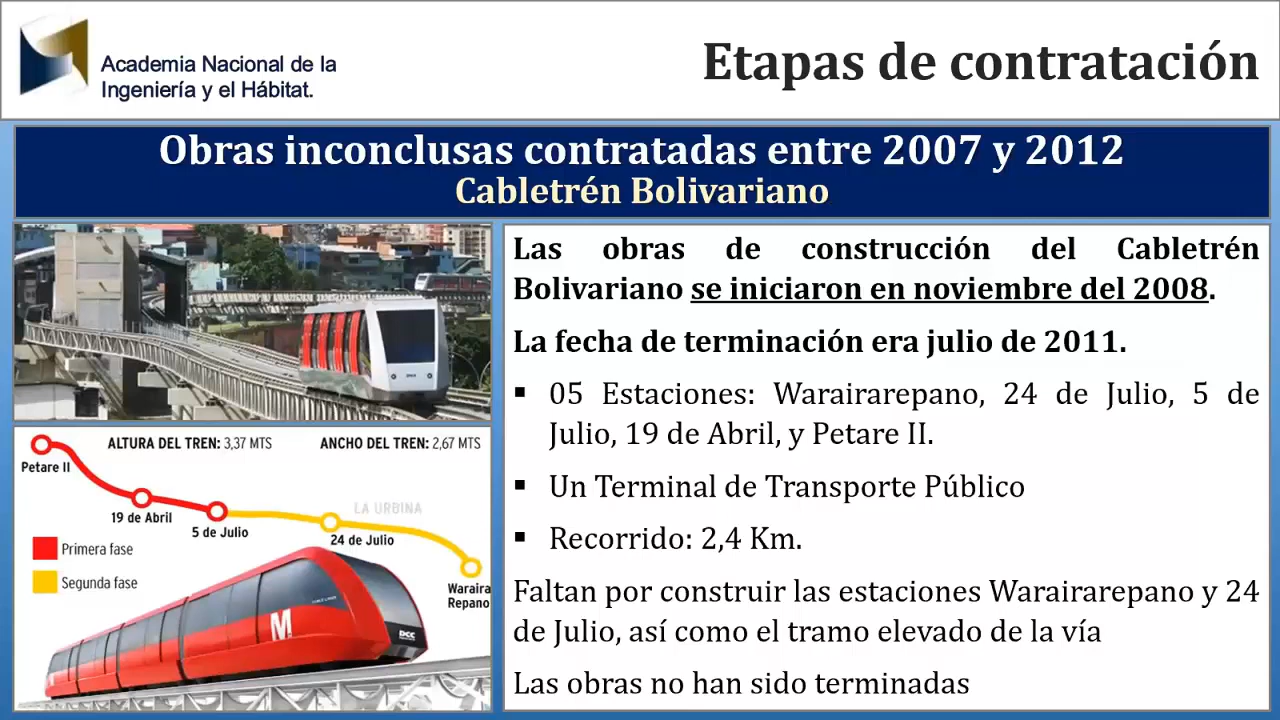 Academia Nacional de la
Ingeniería y el Hábitat.
Etapas de contratación
Obras inconclusas contratadas entre 2007 y 2012
Cabletrén Bolivariano
ALTURA DEL TREN: 3,37 MTS
ANCHO DEL TREN: 2,67 MTS
Petare II
19 de Abril
5 de Julio
LA URBINA
24 de Julio
Waraira
Repano
Primera fase
Segunda fase
M
DCC
Las obras de construcción del Cabletrén
Bolivariano se iniciaron en noviembre del 2008.
La fecha de terminación era julio de 2011.
▪ 05 Estaciones: Warairarepano, 24 de Julio, 5 de
Julio, 19 de Abril, y Petare II.
▪ Un Terminal de Transporte Público
▪ Recorrido: 2,4 Km.
Faltan por construir las estaciones Warairarepano y 24
de Julio, así como el tramo elevado de la vía
Las obras no han sido terminadas